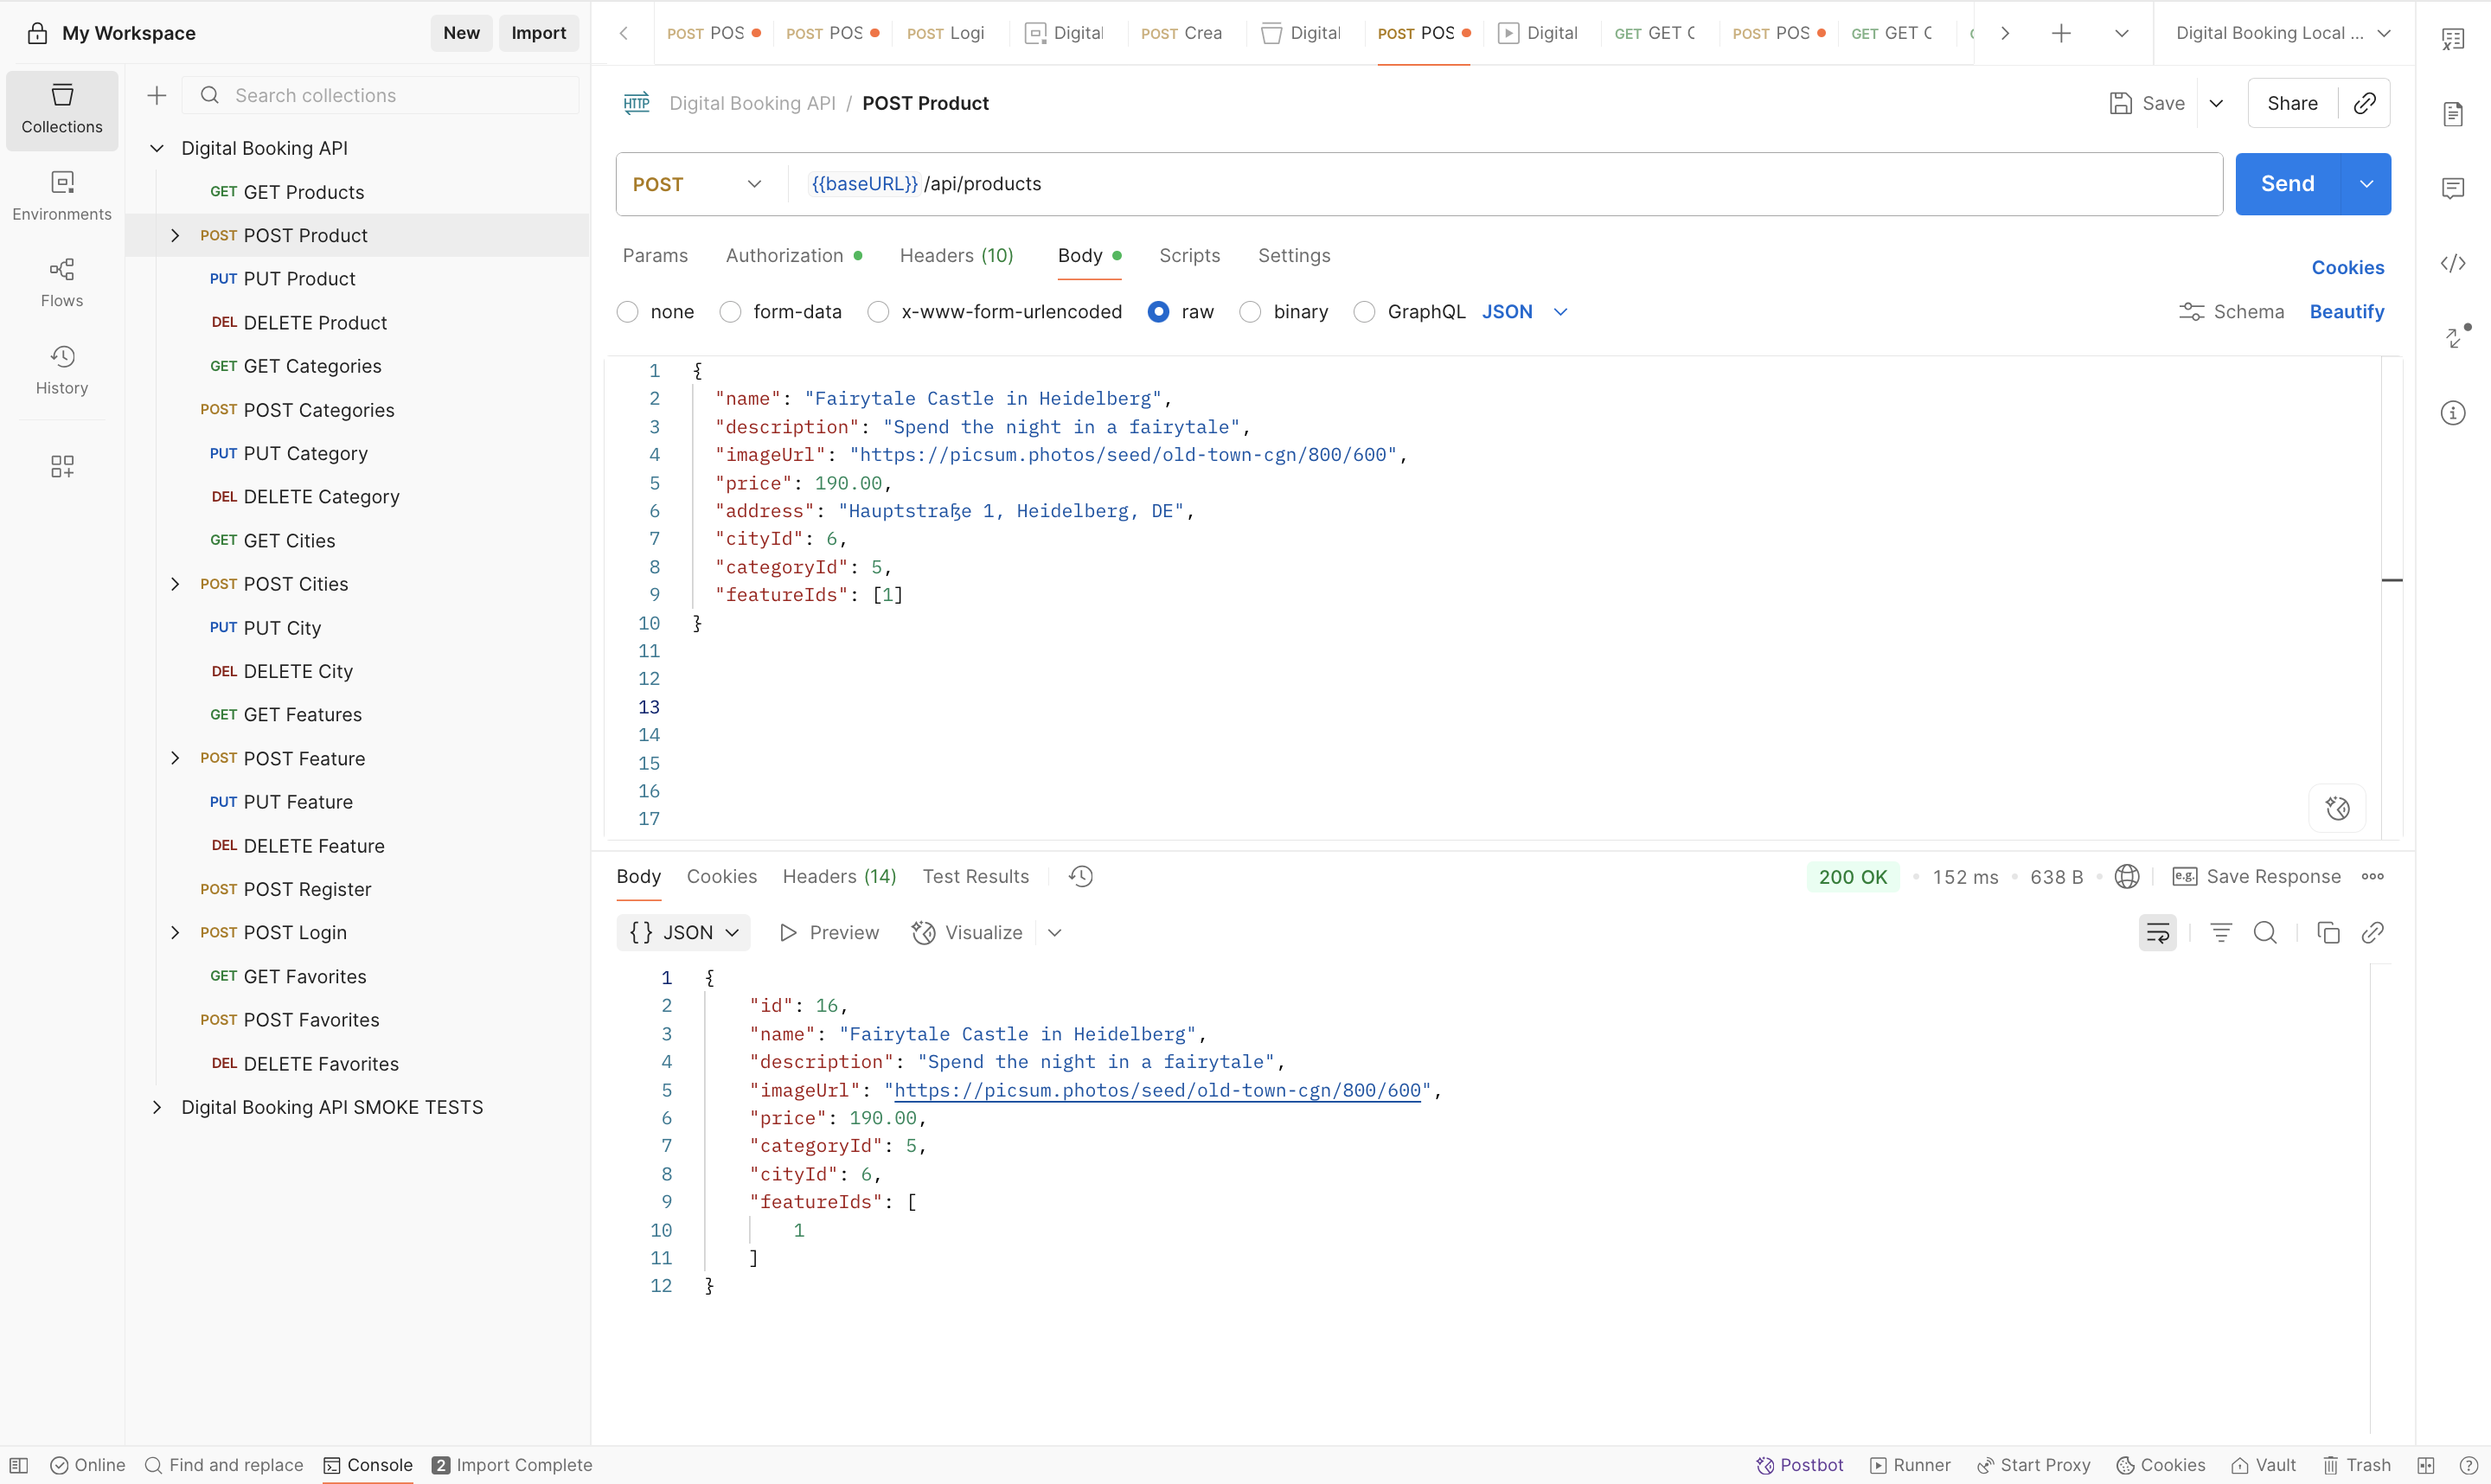 My Workspace
New
Import
POST POS
POST POS
POST Logi
Digital
POST Crea
Digital
POST POS
Digital
GET GET C
POST POS
GET GET C
Digital Booking Local ...
Collections
Environments
Flows
History
Search collections
Digital Booking API
GET GET Products
POST POST Product
PUT PUT Product
DEL DELETE Product
GET GET Categories
POST POST Categories
PUT PUT Category
DEL DELETE Category
GET GET Cities
POST POST Cities
PUT PUT City
DEL DELETE City
GET GET Features
POST POST Feature
PUT PUT Feature
DEL DELETE Feature
POST POST Register
POST POST Login
GET GET Favorites
POST POST Favorites
DEL DELETE Favorites
Digital Booking API SMOKE TESTS
HTTP Digital Booking API / POST Product
Save
Share
POST {{baseURL}} /api/products
Send
Params Authorization Headers (10) Body Scripts Settings
Cookies
none form-data x-www-form-urlencoded raw binary GraphQL JSON
Schema Beautify
1 {
2 "name": "Fairytale Castle in Heidelberg",
3 "description": "Spend the night in a fairytale",
4 "imageUrl": "https://picsum.photos/seed/old-town-cgn/800/600",
5 "price": 190.00,
6 "address": "Hauptstraße 1, Heidelberg, DE",
7 "cityId": 6,
8 "categoryId": 5,
9 "featureIds": [1]
10 }
11
12
13
14
15
16
17
Body Cookies Headers (14) Test Results
200 OK 152 ms 638 B e.g. Save Response
{} JSON Preview Visualize
1 {
2 "id": 16,
3 "name": "Fairytale Castle in Heidelberg",
4 "description": "Spend the night in a fairytale",
5 "imageUrl": "https://picsum.photos/seed/old-town-cgn/800/600",
6 "price": 190.00,
7 "categoryId": 5,
8 "cityId": 6,
9 "featureIds": [
10 1
11 ]
12 }
Online Find and replace Console 2 Import Complete
Postbot Runner Start Proxy Cookies Vault Trash